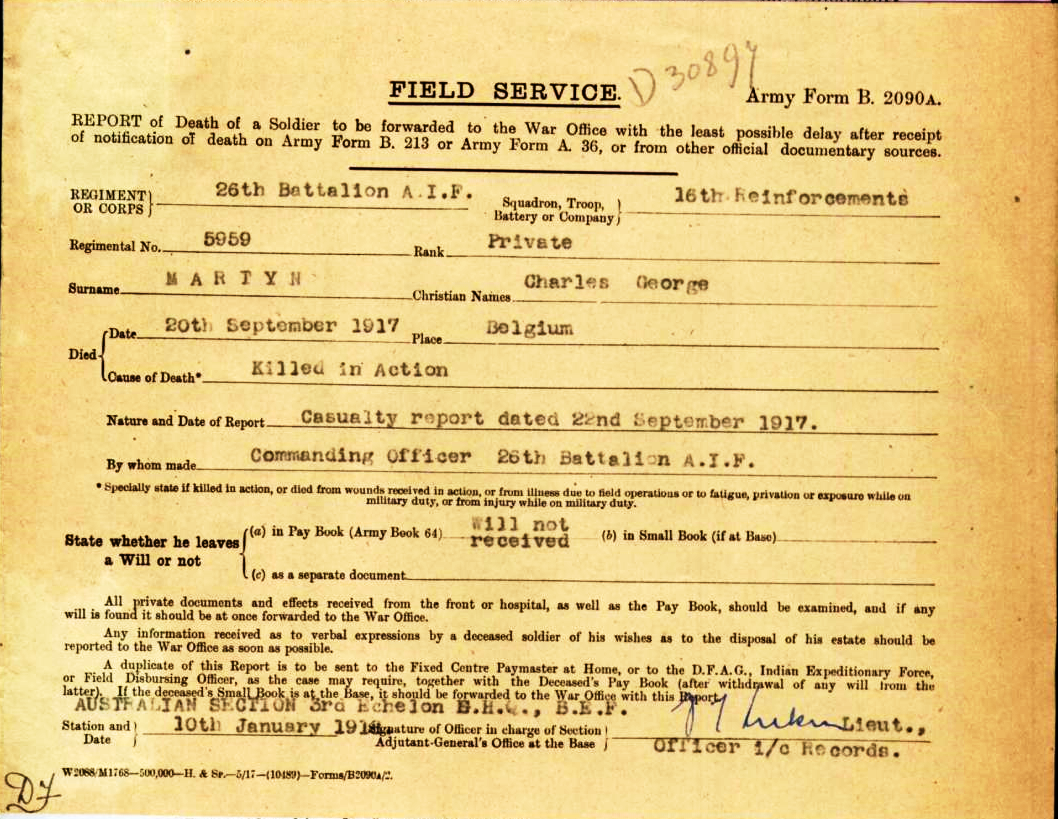 FIELD SERVICE.
D 30897
Army Form B. 2090A.
REPORT of Death of a Soldier to be forwarded to the War Office with the least possible delay after receipt
of notification of death on Army Form B. 213 or Army Form A. 36, or from other official documentary sources.
REGIMENT OR CORPS } 26th Battalion A.I.F. Squadron, Troop, Battery or Company } 16th Reinforcements
Regimental No. 5959 Rank Private
Surname M A R T Y N Christian Names Charles George
Died { Date 20th September 1917 Place Belgium
Cause of Death* Killed in Action
Nature and Date of Report Casualty report dated 22nd September 1917.
By whom made Commanding Officer 26th Battalion A.I.F.
* Specially state if killed in action, or died from wounds received in action, or from illness due to field operations or to fatigue, privation or exposure while on
military duty, or from injury while on military duty.
State whether he leaves a Will or not { (a) in Pay Book (Army Book 64) Will not received (b) in Small Book (if at Base)
(c) as a separate document
All private documents and effects received from the front or hospital, as well as the Pay Book, should be examined, and if any
will is found it should be at once forwarded to the War Office.
Any information received as to verbal expressions by a deceased soldier of his wishes as to the disposal of his estate should be
reported to the War Office as soon as possible.
A duplicate of this Report is to be sent to the Fixed Centre Paymaster at Home, or to the D.F.A.G., Indian Expeditionary Force,
or Field Disbursing Officer, as the case may require, together with the Deceased's Pay Book (after withdrawal of any will from the
latter). If the deceased's Small Book is at the Base, it should be forwarded to the War Office with this Report.
AUSTRALIAN SECTION 3rd Echelon G.H.Q., B.E.F.
Station and Date } 10th January 1918. Signature of Officer in charge of Section Adjutant-General's Office at the Base } Lieut.,
Officer i/c Records.
W2088/M1768—500,000—H. & Sp.—5/17—(10489)—Forms/B2090A/2.